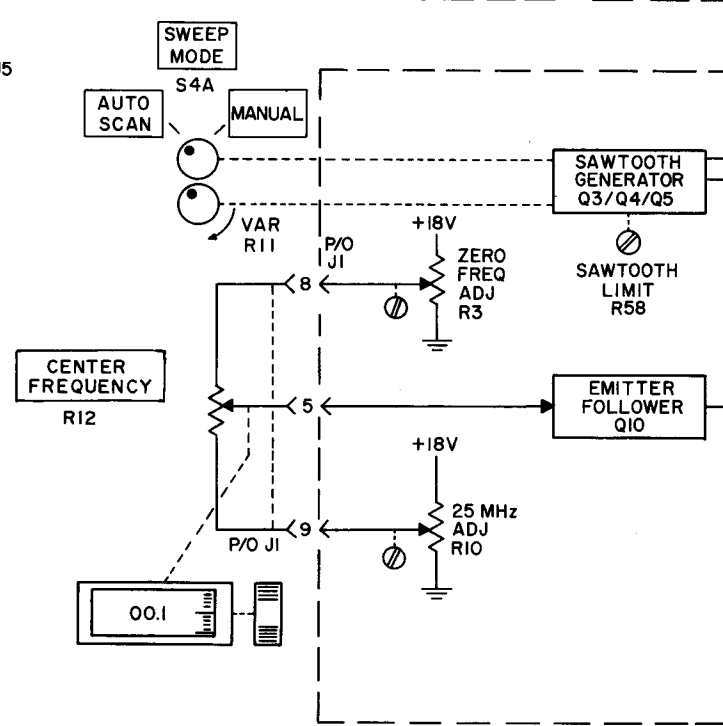 J5
SWEEP
MODE
S4A
AUTO
SCAN
MANUAL
VAR
R11
P/O
J1
SAWTOOTH
GENERATOR
Q3/Q4/Q5
SAWTOOTH
LIMIT
R58
+18V
ZERO
FREQ
ADJ
R3
8
CENTER
FREQUENCY
R12
5
EMITTER
FOLLOWER
Q10
+18V
25 MHz
ADJ
R10
9
P/O J1
00.1